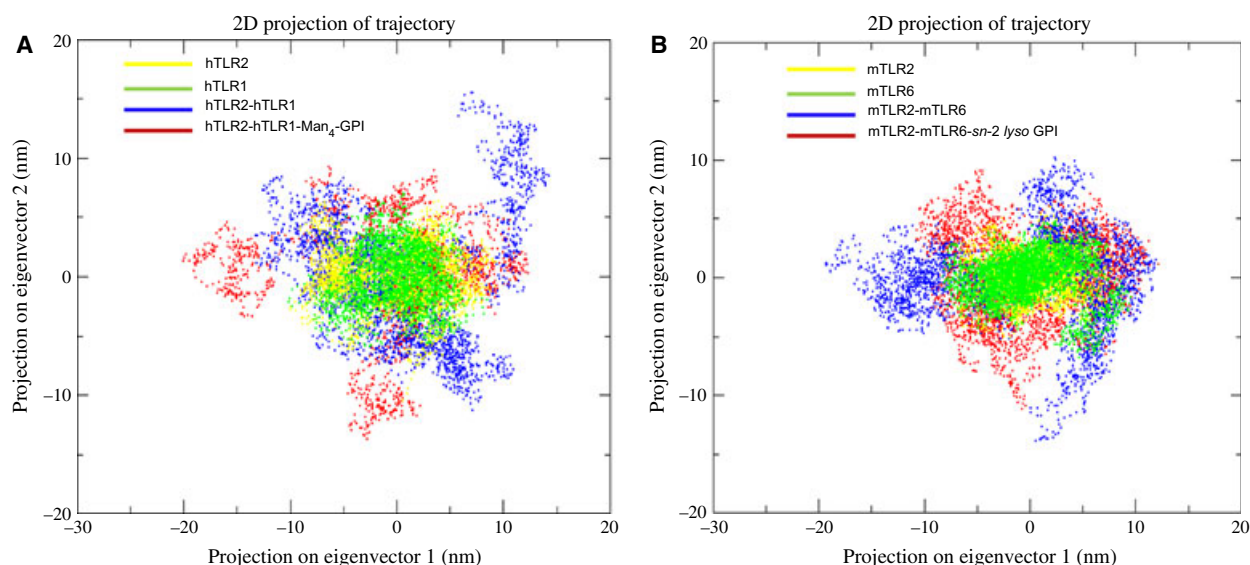 2D projection of trajectory
A
20
10
0
–10
–20
–30
–20
–10
0
10
20
Projection on eigenvector 2 (nm)
Projection on eigenvector 1 (nm)
hTLR2
hTLR1
hTLR2-hTLR1
hTLR2-hTLR1-Man₄-GPI
2D projection of trajectory
B
20
10
0
–10
–20
–30
–20
–10
0
10
20
Projection on eigenvector 2 (nm)
Projection on eigenvector 1 (nm)
mTLR2
mTLR6
mTLR2-mTLR6
mTLR2-mTLR6-sn-2 lyso GPI